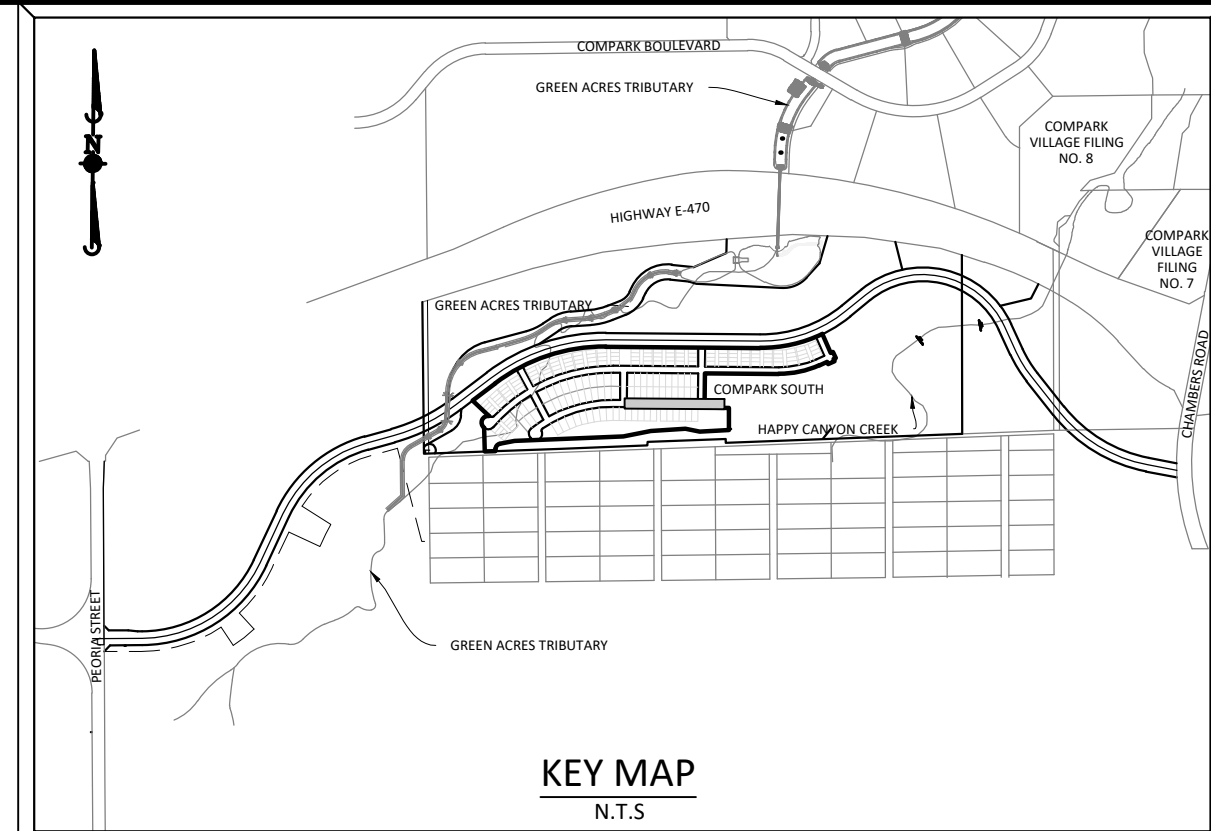 COMPARK BOULEVARD
GREEN ACRES TRIBUTARY
COMPARK
VILLAGE FILING
NO. 8
N
HIGHWAY E-470
COMPARK
VILLAGE
FILING
NO. 7
GREEN ACRES TRIBUTARY
CHAMBERS ROAD
COMPARK SOUTH
HAPPY CANYON CREEK
PEORIA STREET
GREEN ACRES TRIBUTARY
KEY MAP
N.T.S